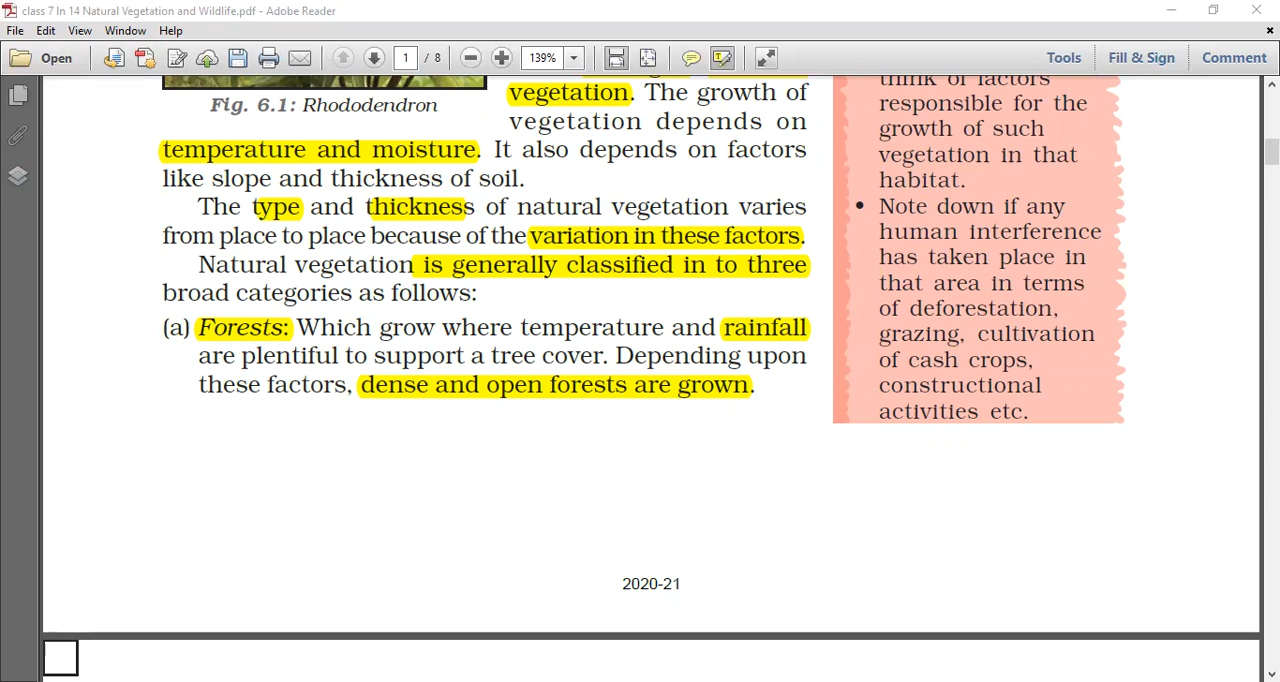 class 7 In 14 Natural Vegetation and Wildlife.pdf - Adobe Reader
File Edit View Window Help
Open 1 / 8 139% Tools Fill & Sign Comment
Fig. 6.1: Rhododendron
vegetation. The growth of
vegetation depends on
temperature and moisture. It also depends on factors
like slope and thickness of soil.
The type and thickness of natural vegetation varies
from place to place because of the variation in these factors.
Natural vegetation is generally classified in to three
broad categories as follows:
(a) Forests: Which grow where temperature and rainfall
are plentiful to support a tree cover. Depending upon
these factors, dense and open forests are grown.
think of factors
responsible for the
growth of such
vegetation in that
habitat.
• Note down if any
human interference
has taken place in
that area in terms
of deforestation,
grazing, cultivation
of cash crops,
constructional
activities etc.
2020-21